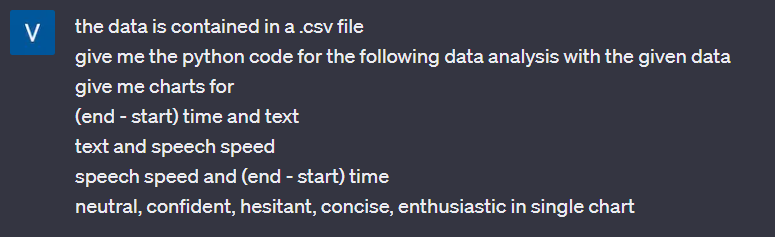 V
the data is contained in a .csv file
give me the python code for the following data analysis with the given data
give me charts for
(end - start) time and text
text and speech speed
speech speed and (end - start) time
neutral, confident, hesitant, concise, enthusiastic in single chart